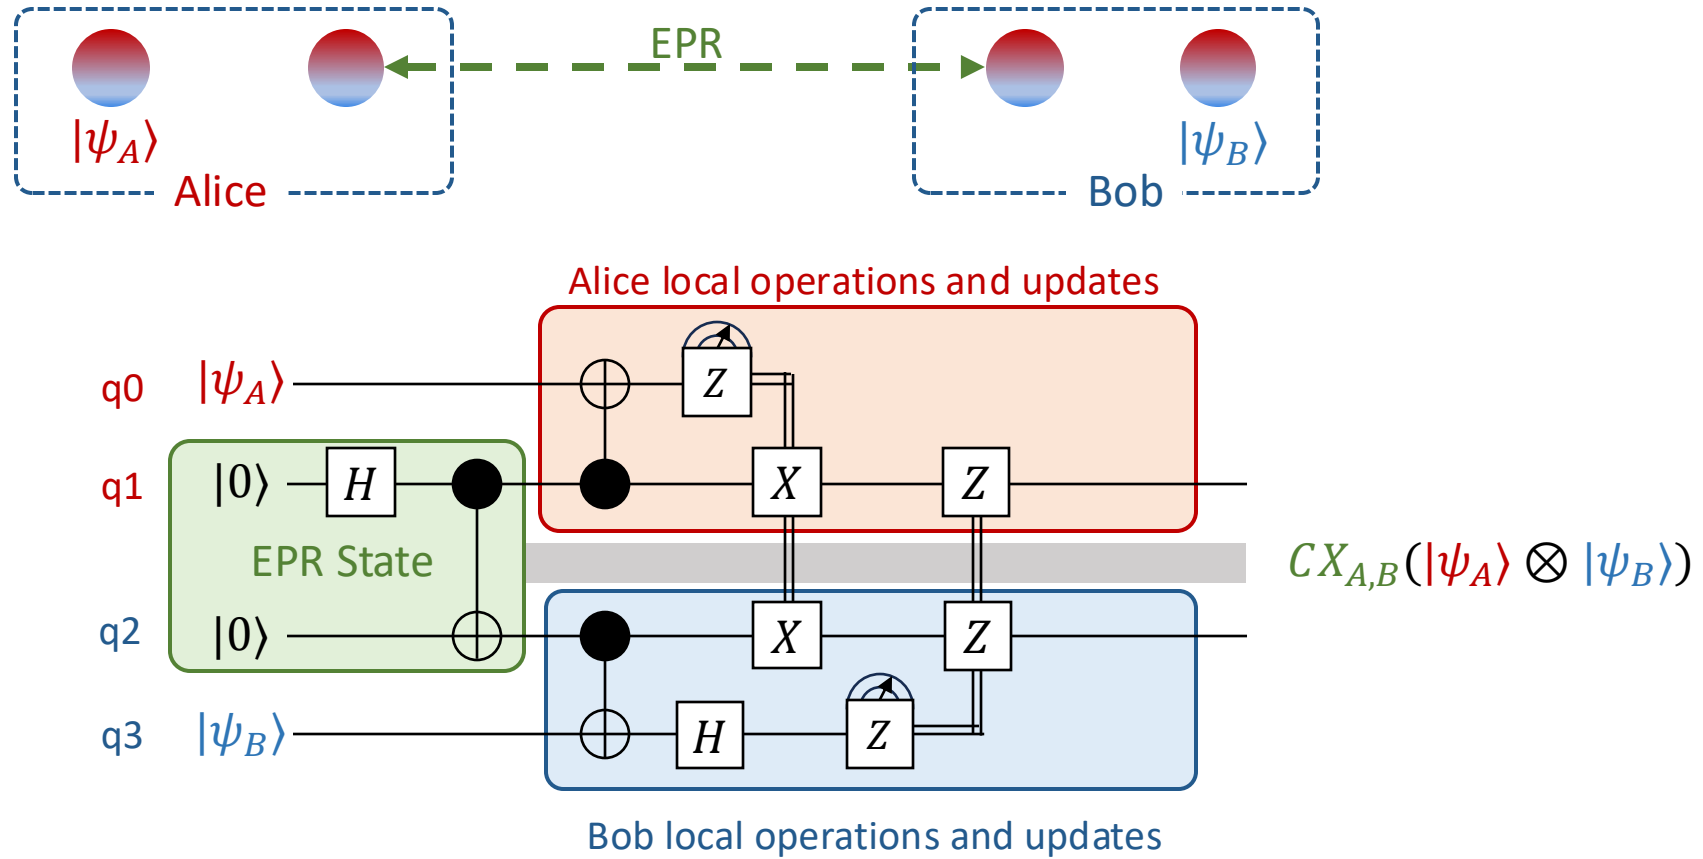 EPR
|ψ_A⟩
|ψ_B⟩
Alice
Bob
Alice local operations and updates
Z
q0 |ψ_A⟩
q1 |0⟩ H X Z
EPR State
CX_{A,B}(|ψ_A⟩ ⊗ |ψ_B⟩)
q2 |0⟩ X Z
q3 |ψ_B⟩ H Z
Bob local operations and updates